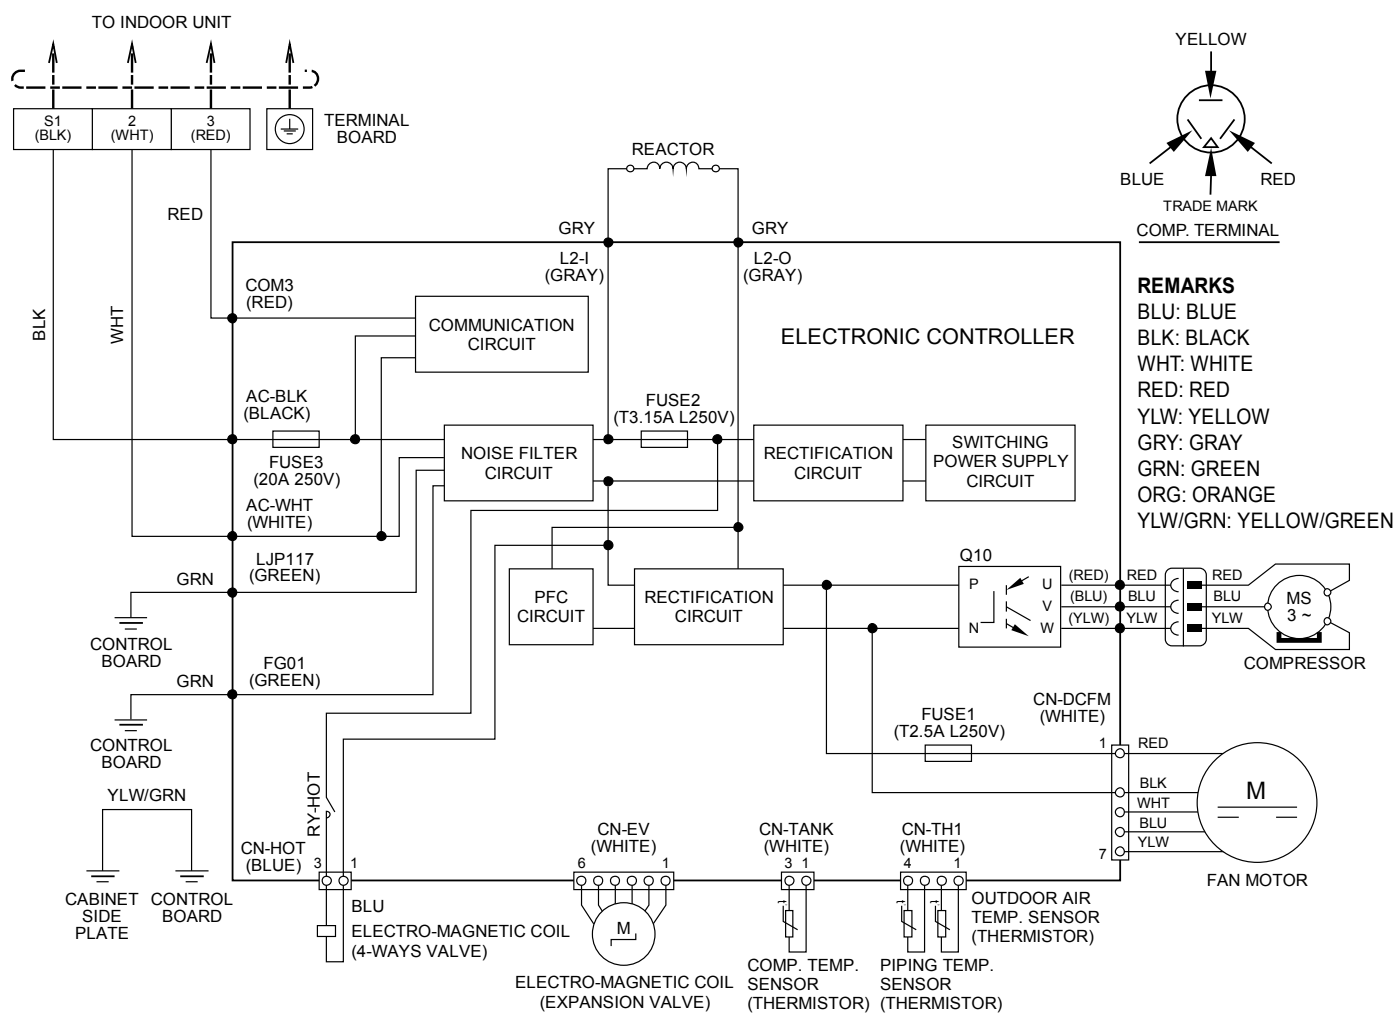 TO INDOOR UNIT
S1
(BLK)
2
(WHT)
3
(RED)
TERMINAL
BOARD
YELLOW
BLUE
RED
TRADE MARK
COMP. TERMINAL
REACTOR
RED
GRY
GRY
L2-I
(GRAY)
L2-O
(GRAY)
BLK
WHT
COM3
(RED)
COMMUNICATION
CIRCUIT
ELECTRONIC CONTROLLER
REMARKS
BLU: BLUE
BLK: BLACK
WHT: WHITE
RED: RED
YLW: YELLOW
GRY: GRAY
GRN: GREEN
ORG: ORANGE
YLW/GRN: YELLOW/GREEN
AC-BLK
(BLACK)
FUSE3
(20A 250V)
AC-WHT
(WHITE)
NOISE FILTER
CIRCUIT
FUSE2
(T3.15A L250V)
RECTIFICATION
CIRCUIT
SWITCHING
POWER SUPPLY
CIRCUIT
LJP117
(GREEN)
GRN
CONTROL
BOARD
FG01
(GREEN)
GRN
CONTROL
BOARD
PFC
CIRCUIT
RECTIFICATION
CIRCUIT
Q10
P
N
U
V
W
(RED)
(BLU)
(YLW)
RED
BLU
YLW
RED
BLU
YLW
MS
3 ~
COMPRESSOR
FUSE1
(T2.5A L250V)
CN-DCFM
(WHITE)
1
7
RED
BLK
WHT
BLU
YLW
M
FAN MOTOR
YLW/GRN
CABINET
SIDE
PLATE
CONTROL
BOARD
RY-HOT
CN-HOT
(BLUE)
3
1
BLU
ELECTRO-MAGNETIC COIL
(4-WAYS VALVE)
CN-EV
(WHITE)
6
1
M
ELECTRO-MAGNETIC COIL
(EXPANSION VALVE)
CN-TANK
(WHITE)
3
1
COMP. TEMP.
SENSOR
(THERMISTOR)
CN-TH1
(WHITE)
4
1
PIPING TEMP.
SENSOR
(THERMISTOR)
OUTDOOR AIR
TEMP. SENSOR
(THERMISTOR)